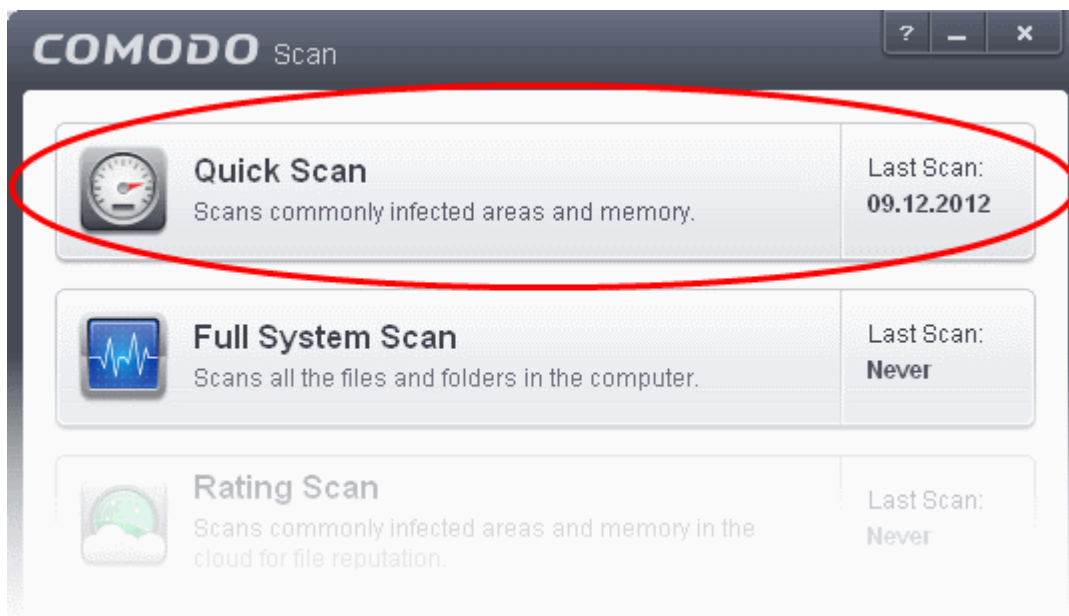 COMODO Scan
? _ x
Quick Scan
Scans commonly infected areas and memory.
Last Scan:
09.12.2012
Full System Scan
Scans all the files and folders in the computer.
Last Scan:
Never
Rating Scan
Scans commonly infected areas and memory in the
cloud for file reputation.
Last Scan:
Never